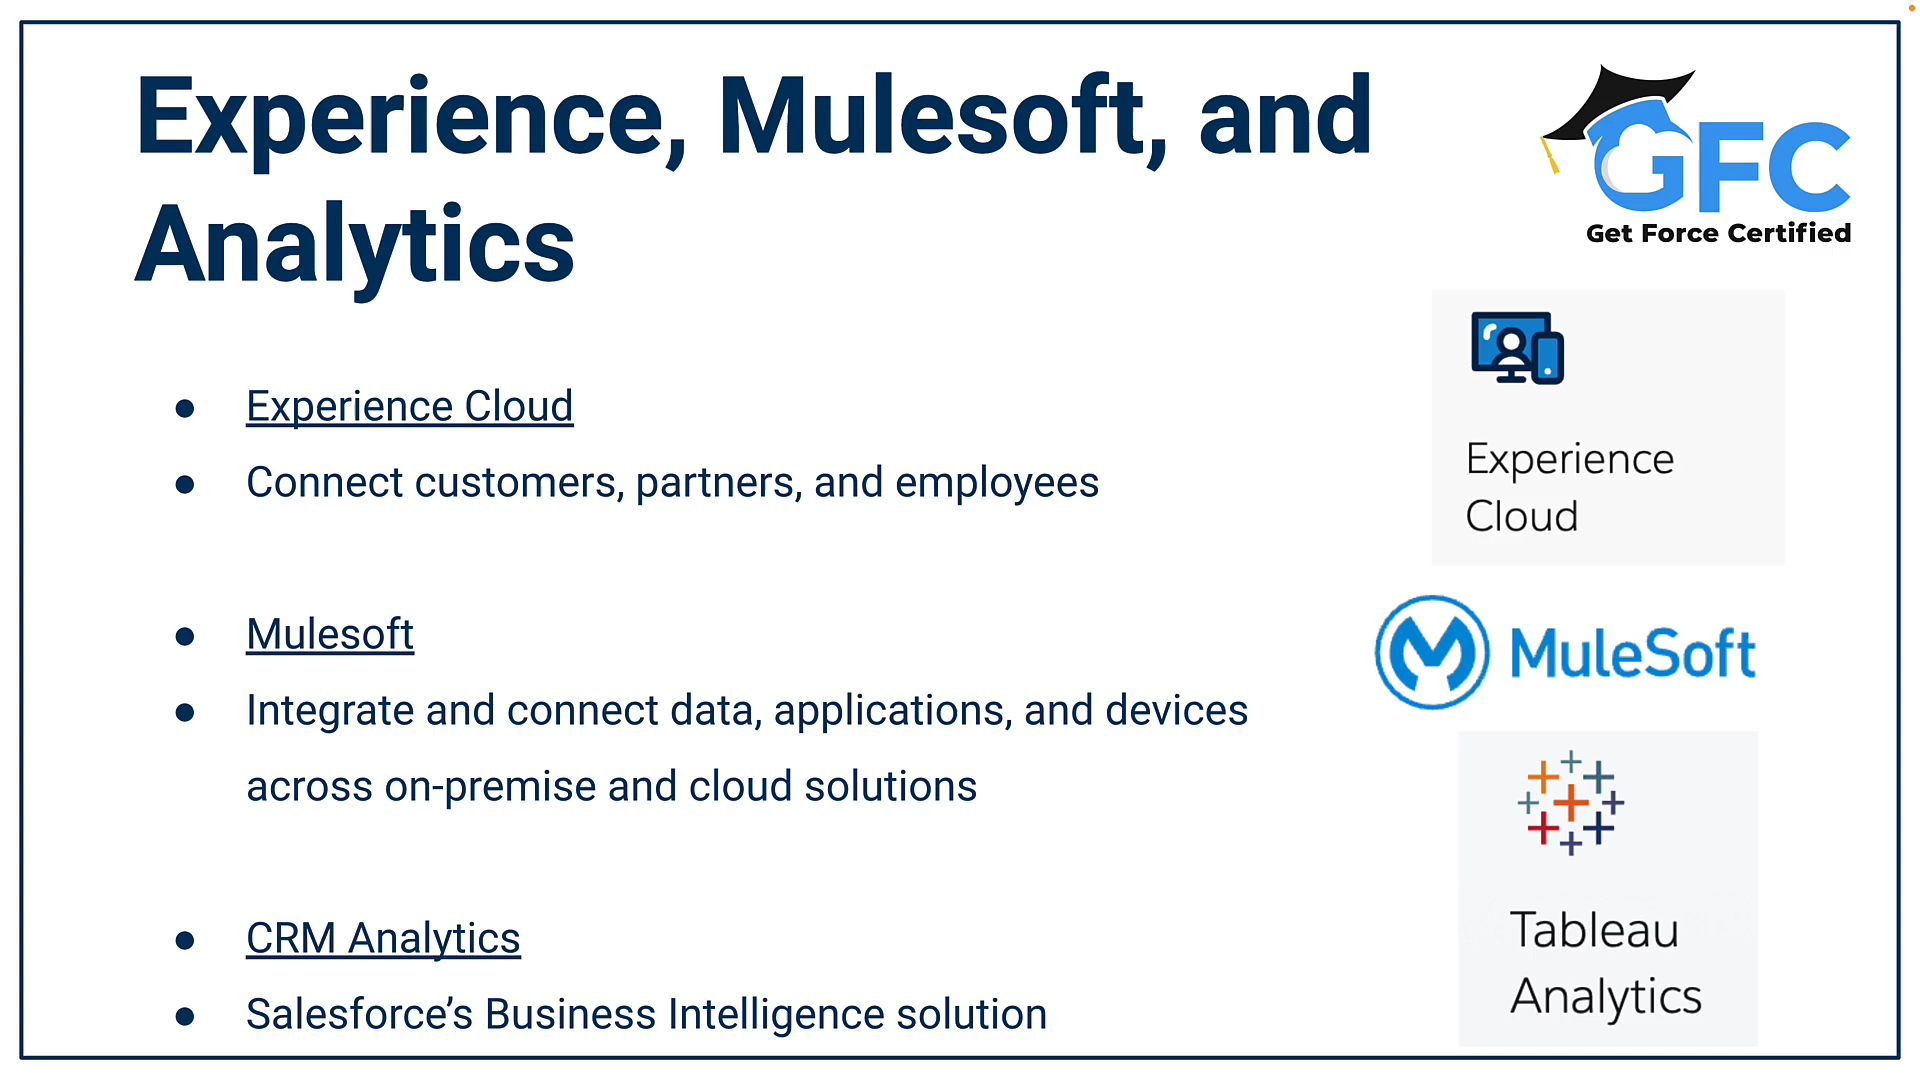 Experience, Mulesoft, and
Analytics
GFC
Get Force Certified
● Experience Cloud
● Connect customers, partners, and employees
● Mulesoft
● Integrate and connect data, applications, and devices
across on-premise and cloud solutions
● CRM Analytics
● Salesforce’s Business Intelligence solution
Experience
Cloud
MuleSoft
Tableau
Analytics